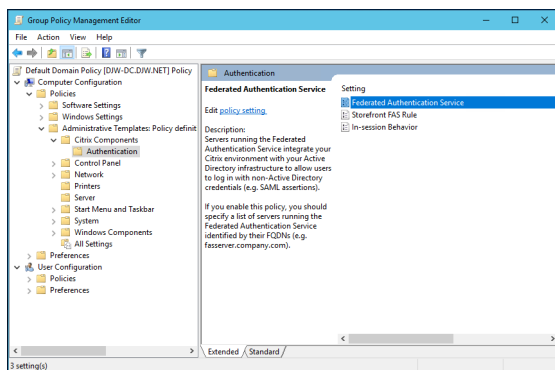 Group Policy Management Editor
File Action View Help
Default Domain Policy [DJW-DC.DJW.NET] Policy
Computer Configuration
Policies
Software Settings
Windows Settings
Administrative Templates: Policy definit
Citrix Components
Authentication
Control Panel
Network
Printers
Server
Start Menu and Taskbar
System
Windows Components
All Settings
Preferences
User Configuration
Policies
Preferences
Authentication
Federated Authentication Service
Edit policy setting.
Description:
Servers running the Federated
Authentication Service integrate your
Citrix environment with your Active
Directory infrastructure to allow users
to log in with non-Active Directory
credentials (e.g. SAML assertions).
If you enable this policy, you should
specify a list of servers running the
Federated Authentication Service
identified by their FQDNs (e.g.
fasserver.company.com).
Setting
Federated Authentication Service
Storefront FAS Rule
In-session Behavior
Extended Standard
3 setting(s)